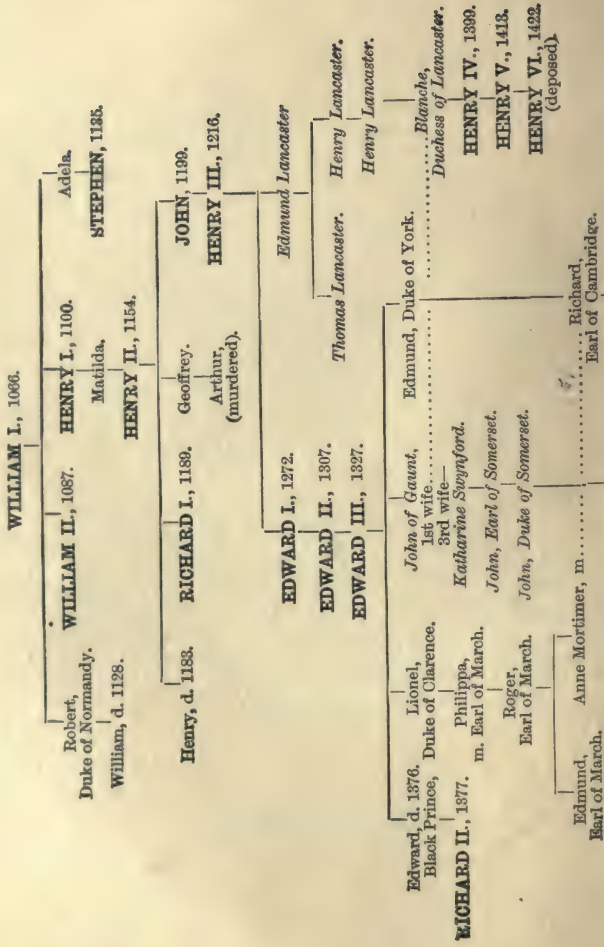 WILLIAM I., 1066.
Robert,
Duke of Normandy.
William, d. 1128.
WILLIAM II., 1087.
HENRY I., 1100.
Matilda.
HENRY II., 1154.
Adela.
STEPHEN, 1135.
Henry, d. 1183.
RICHARD I., 1189.
Geoffrey.
Arthur,
(murdered).
JOHN, 1199.
HENRY III., 1216.
EDWARD I., 1272.
EDWARD II., 1307.
EDWARD III., 1327.
Edmund Lancaster
Thomas Lancaster.
Henry Lancaster.
Henry Lancaster.
Edward, d. 1376.
Black Prince,
RICHARD II., 1377.
Lionel,
Duke of Clarence.
Philippa,
m. Earl of March.
Roger,
Earl of March.
John of Gaunt,
1st wife..............................Blanche,
Duchess of Lancaster.
3rd wife—
Katharine Swynford.
John, Earl of Somerset.
John, Duke of Somerset.
Edmund, Duke of York.
HENRY IV., 1399.
HENRY V., 1413.
HENRY VI., 1422.
(deposed).
Edmund,
Earl of March.
Anne Mortimer, m....................Richard,
Earl of Cambridge.